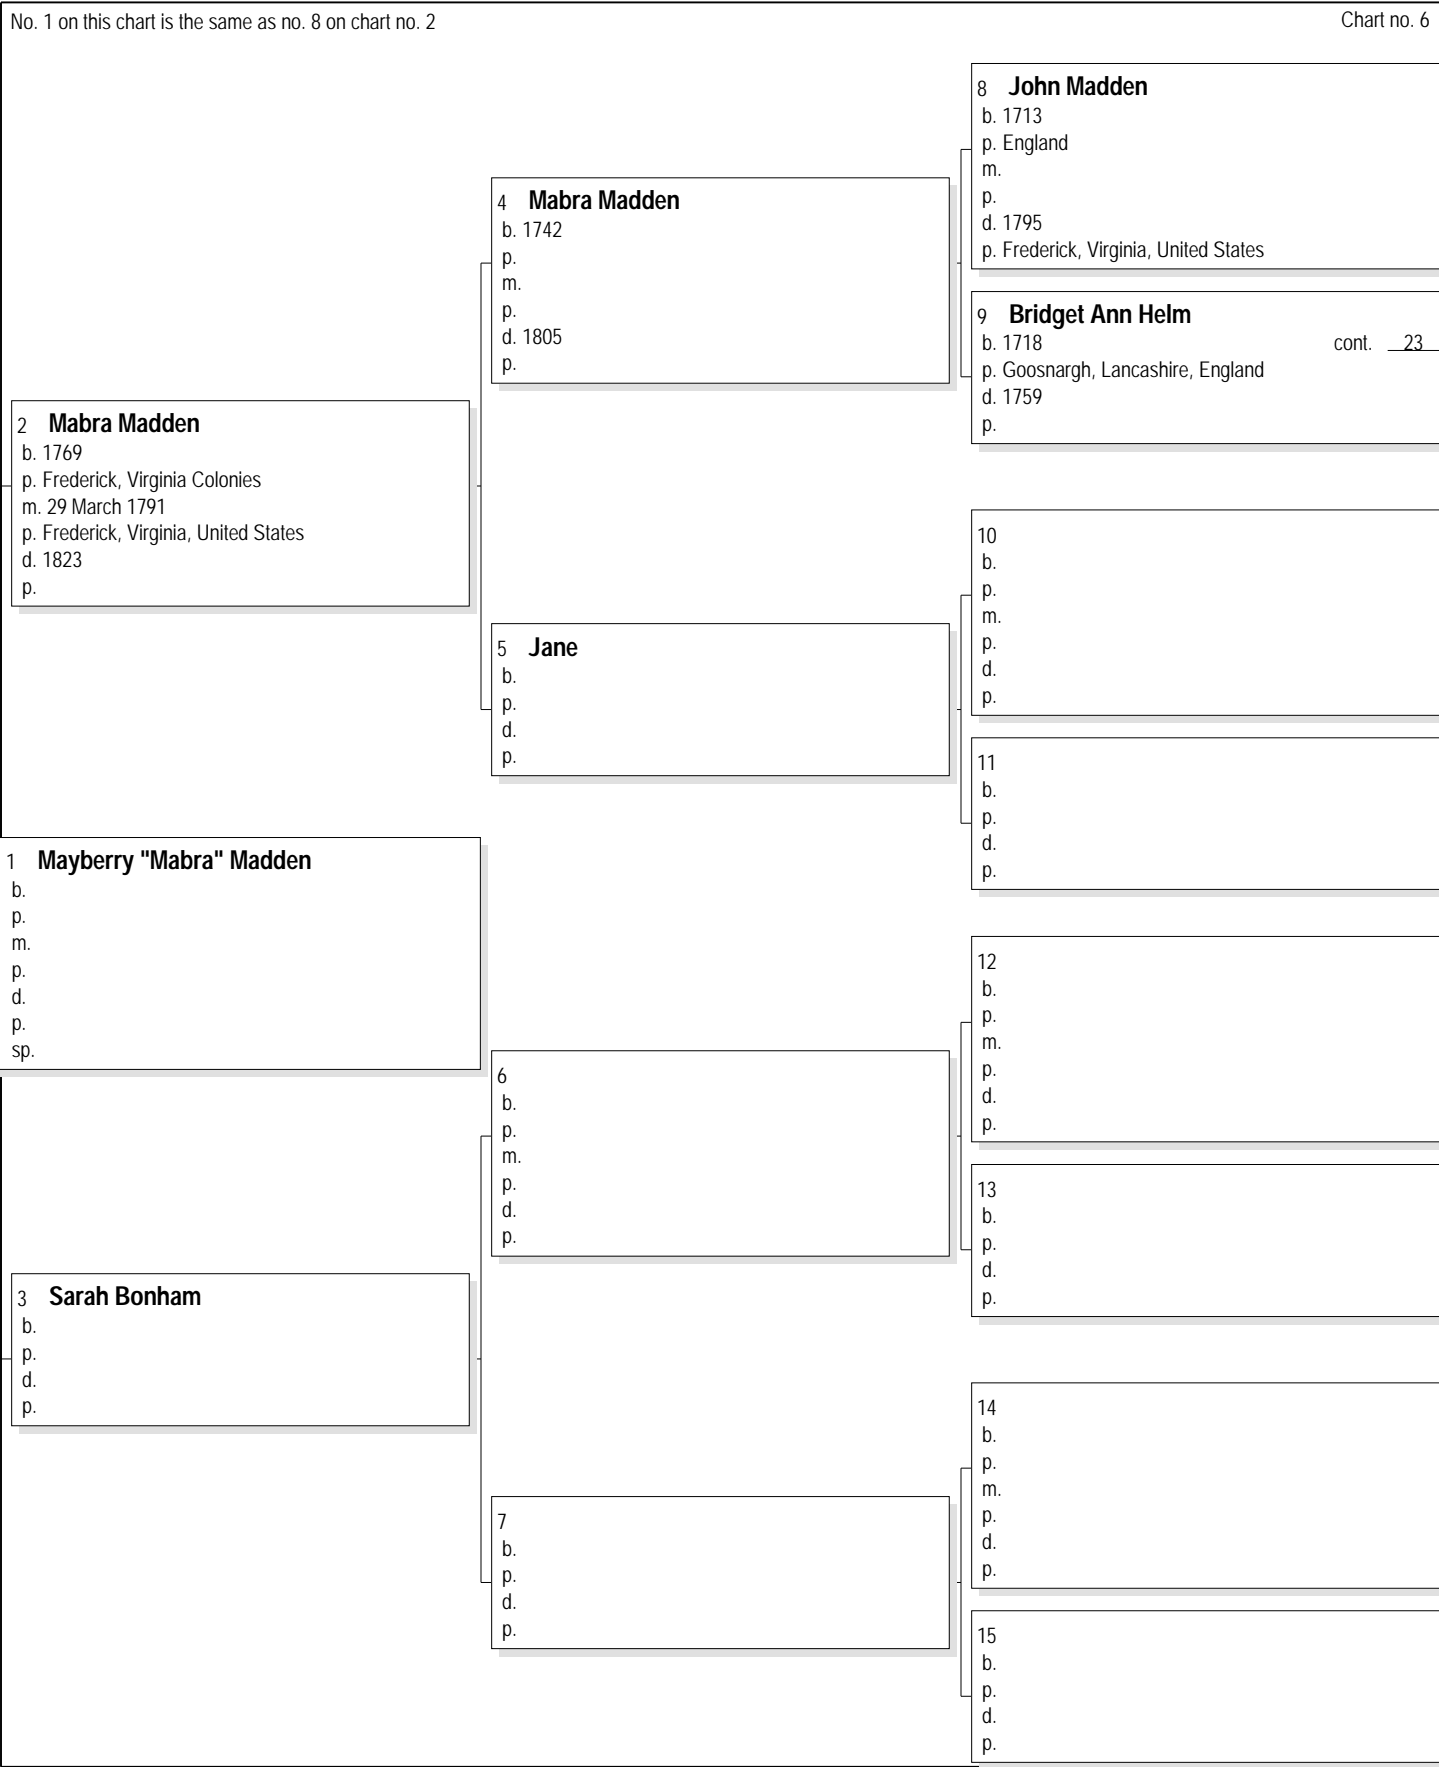 No. 1 on this chart is the same as no. 8 on chart no. 2
Chart no. 6
8 John Madden
b. 1713
p. England
m.
p.
d. 1795
p. Frederick, Virginia, United States
4 Mabra Madden
b. 1742
p.
m.
p.
d. 1805
p.
9 Bridget Ann Helm
b. 1718 cont. 23
p. Goosnargh, Lancashire, England
d. 1759
p.
2 Mabra Madden
b. 1769
p. Frederick, Virginia Colonies
m. 29 March 1791
p. Frederick, Virginia, United States
d. 1823
p.
10
b.
p.
m.
p.
d.
p.
5 Jane
b.
p.
d.
p.
11
b.
p.
d.
p.
1 Mayberry "Mabra" Madden
b.
p.
m.
p.
d.
p.
sp.
12
b.
p.
m.
p.
d.
p.
6
b.
p.
m.
p.
d.
p.
13
b.
p.
d.
p.
3 Sarah Bonham
b.
p.
d.
p.
14
b.
p.
m.
p.
d.
p.
7
b.
p.
d.
p.
15
b.
p.
d.
p.